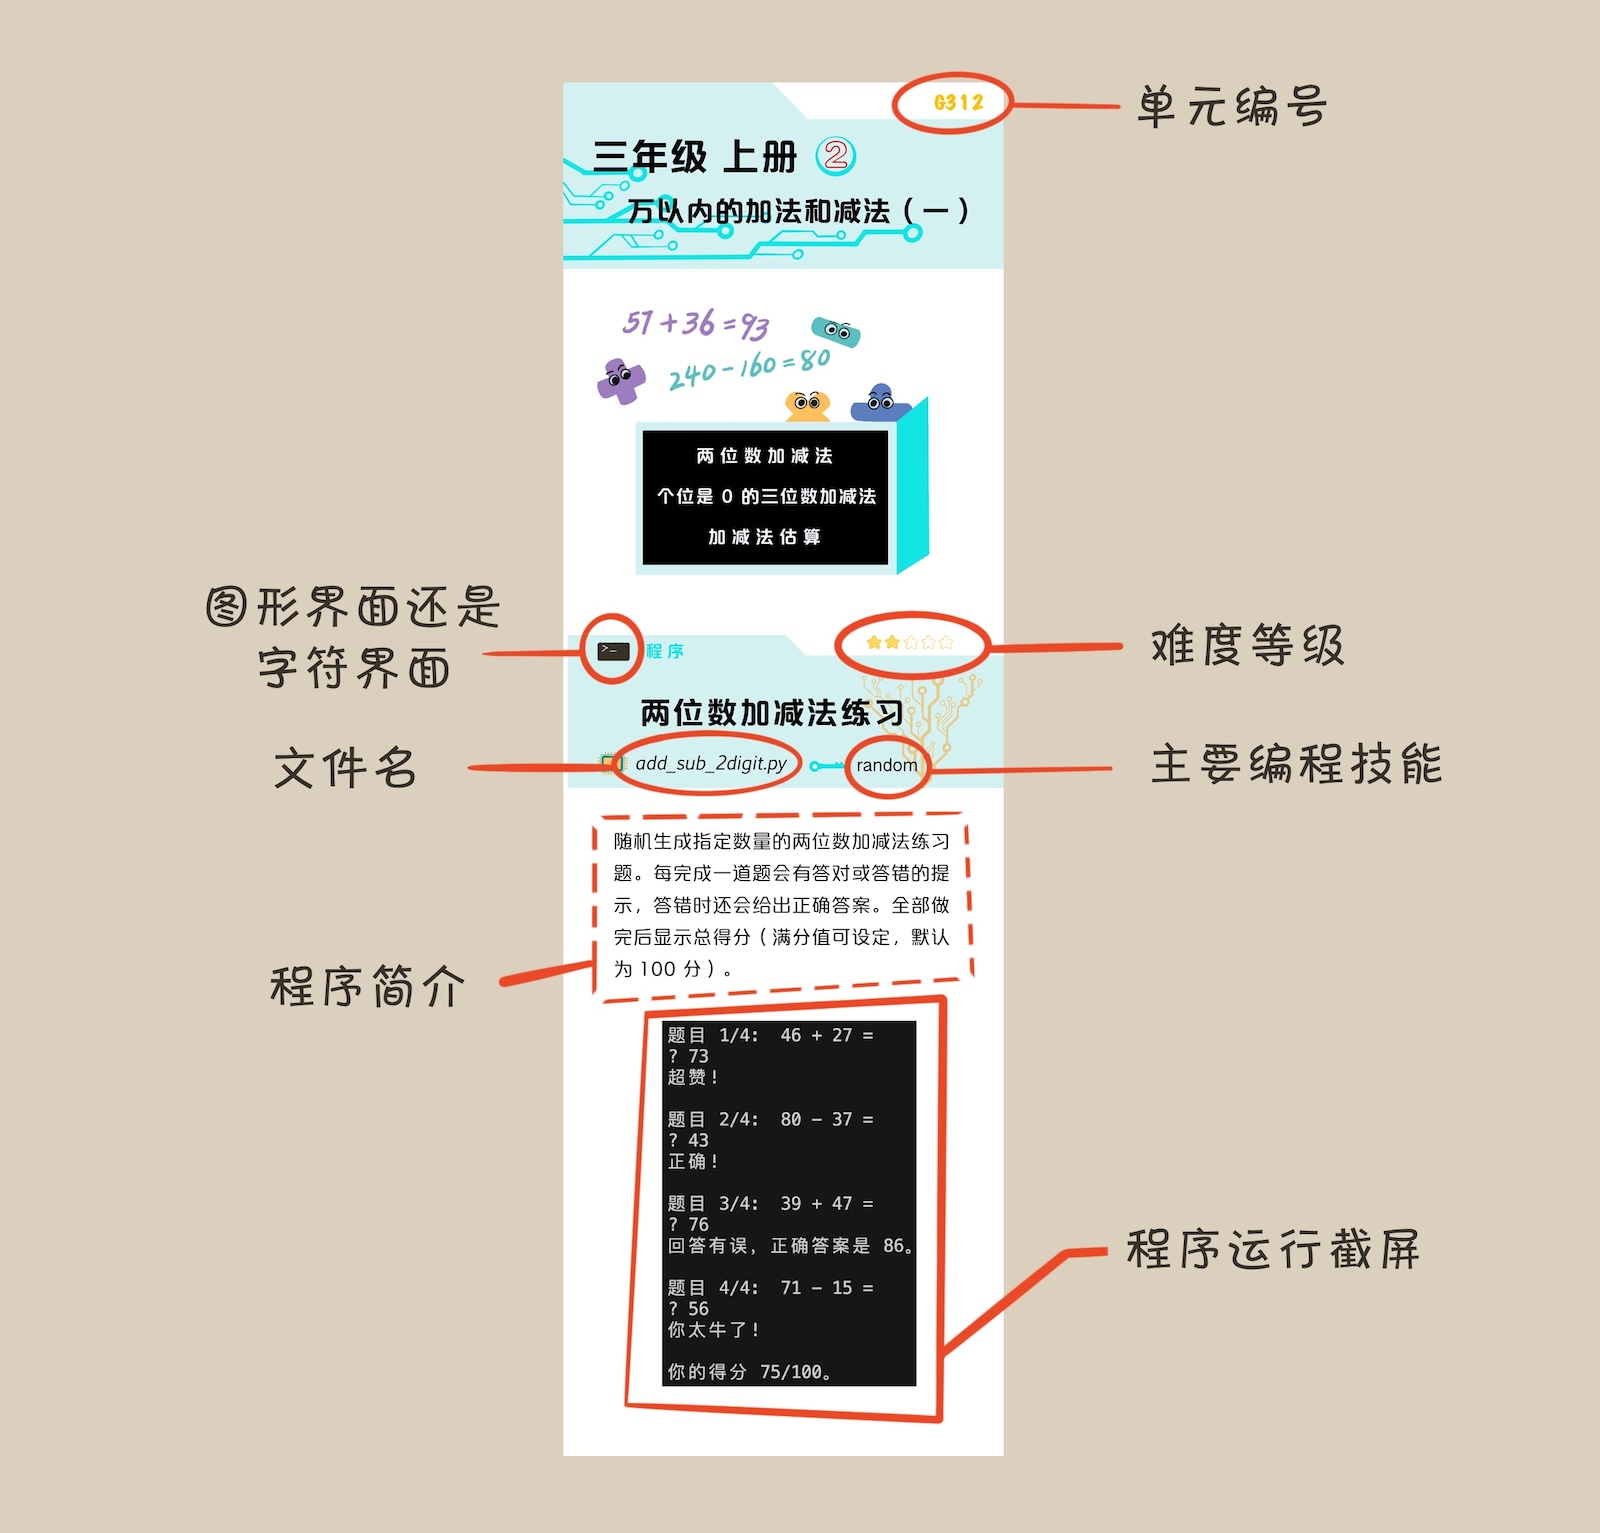 G312
单元编号
三年级 上册 ②
万以内的加法和减法（一）
57+36=93
240-160=80
两位数加减法
个位是 0 的三位数加减法
加减法估算
图形界面还是
字符界面
>_ 程序
难度等级
两位数加减法练习
文件名
add_sub_2digit.py
random
主要编程技能
随机生成指定数量的两位数加减法练习
题。每完成一道题会有答对或答错的提
示，答错时还会给出正确答案。全部做
完后显示总得分（满分值可设定，默认
为 100 分）。
程序简介
题目 1/4: 46 + 27 =
? 73
超赞！
题目 2/4: 80 - 37 =
? 43
正确！
题目 3/4: 39 + 47 =
? 76
回答有误，正确答案是 86。
题目 4/4: 71 - 15 =
? 56
你太牛了！
你的得分 75/100。
程序运行截屏